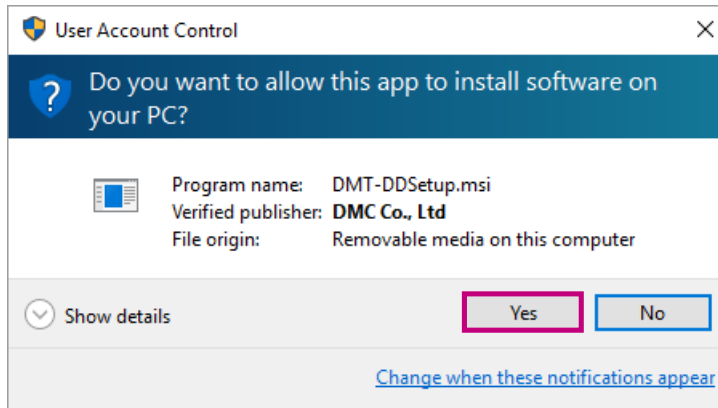 User Account Control
Do you want to allow this app to install software on
your PC?
Program name: DMT-DDSetup.msi
Verified publisher: DMC Co., Ltd
File origin: Removable media on this computer
Show details
Yes
No
Change when these notifications appear